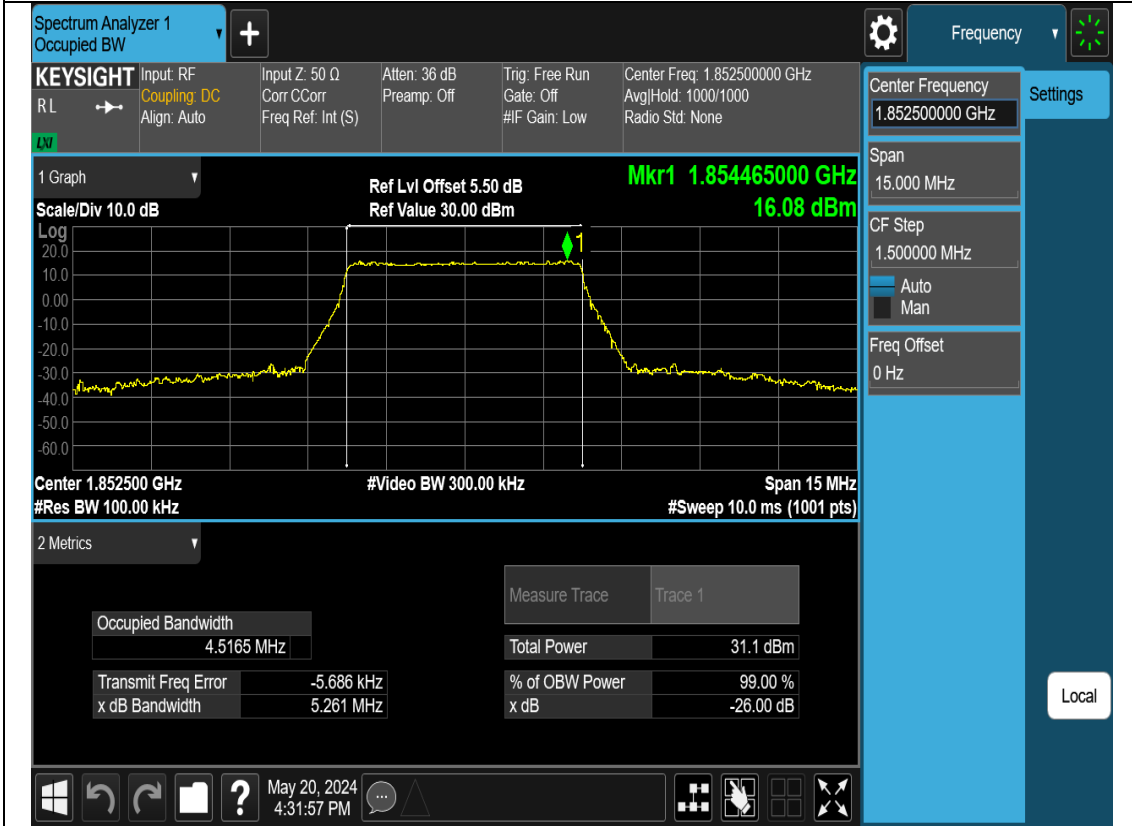 Spectrum Analyzer 1
Occupied BW
Frequency
KEYSIGHT
R L
LXI
Input: RF
Coupling: DC
Align: Auto
Input Z: 50 Ω
Corr CCorr
Freq Ref: Int (S)
Atten: 36 dB
Preamp: Off
Trig: Free Run
Gate: Off
#IF Gain: Low
Center Freq: 1.852500000 GHz
Avg|Hold: 1000/1000
Radio Std: None
Center Frequency
1.852500000 GHz
Settings
Span
15.000 MHz
CF Step
1.500000 MHz
Auto
Man
Freq Offset
0 Hz
Local
1 Graph
Scale/Div 10.0 dB
Ref Lvl Offset 5.50 dB
Ref Value 30.00 dBm
Mkr1 1.854465000 GHz
16.08 dBm
Log
20.0
10.0
0.00
-10.0
-20.0
-30.0
-40.0
-50.0
-60.0
1
Center 1.852500 GHz
#Video BW 300.00 kHz
Span 15 MHz
#Res BW 100.00 kHz
#Sweep 10.0 ms (1001 pts)
2 Metrics
Measure Trace Trace 1
Occupied Bandwidth
4.5165 MHz
Total Power 31.1 dBm
Transmit Freq Error -5.686 kHz
% of OBW Power 99.00 %
x dB Bandwidth 5.261 MHz
x dB -26.00 dB
May 20, 2024
4:31:57 PM